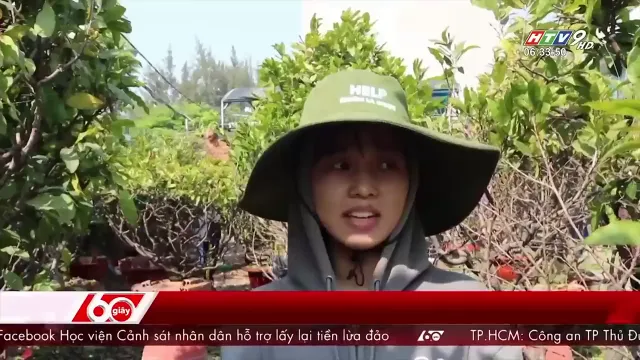 HTV9 HD
06:33:50
HELP
60 giây
Facebook Học viện Cảnh sát nhân dân hỗ trợ lấy lại tiền lừa đảo 60 TP.HCM: Công an TP Thủ Đ